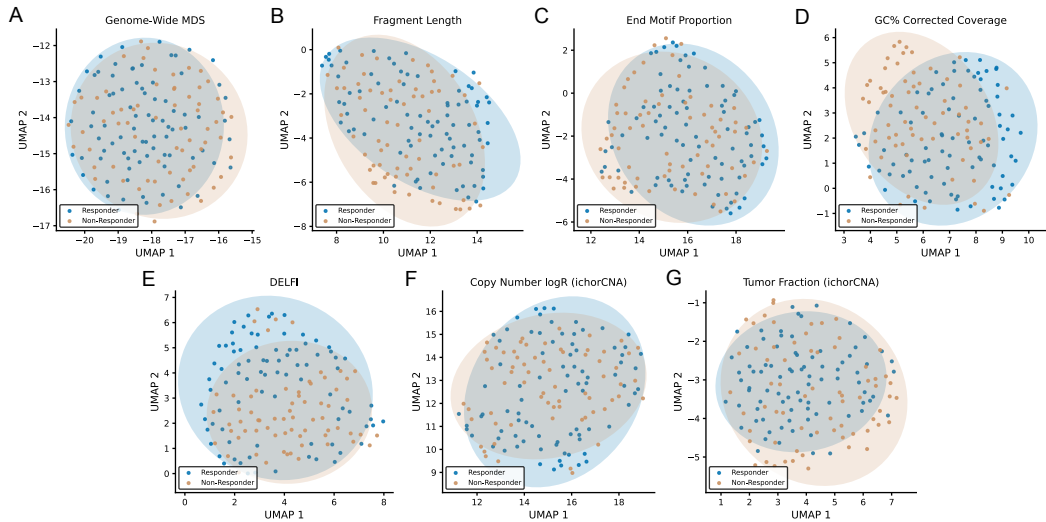 A
Genome-Wide MDS
−12
−13
−14
−15
−16
−17
UMAP 2
Responder
Non-Responder
−20 −19 −18 −17 −16 −15
UMAP 1
B
Fragment Length
0
−2
−4
−6
−8
UMAP 2
Responder
Non-Responder
8 10 12 14
UMAP 1
C
End Motif Proportion
2
0
−2
−4
−6
UMAP 2
Responder
Non-Responder
12 14 16 18
UMAP 1
D
GC% Corrected Coverage
6
5
4
3
2
1
0
−1
UMAP 2
Responder
Non-Responder
3 4 5 6 7 8 9 10
UMAP 1
E
DELFI
7
6
5
4
3
2
1
0
UMAP 2
Responder
Non-Responder
0 2 4 6 8
UMAP 1
F
Copy Number logR (ichorCNA)
16
15
14
13
12
11
10
9
UMAP 2
Responder
Non-Responder
12 14 16 18
UMAP 1
G
Tumor Fraction (ichorCNA)
−1
−2
−3
−4
−5
UMAP 2
Responder
Non-Responder
1 2 3 4 5 6 7
UMAP 1